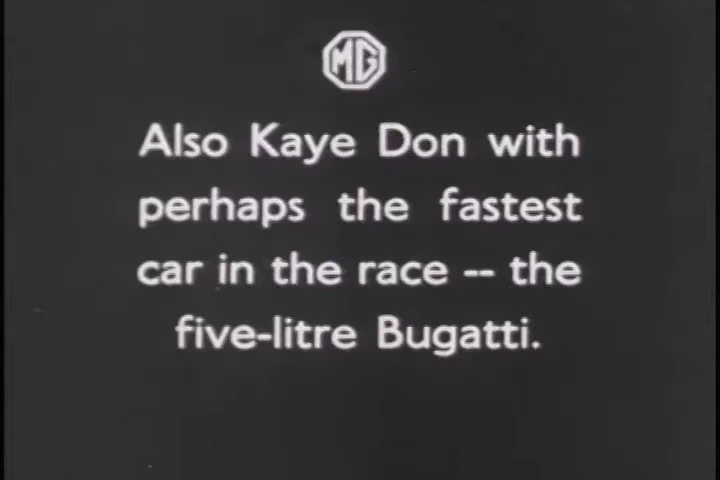 MG
Also Kaye Don with
perhaps the fastest
car in the race -- the
five-litre Bugatti.